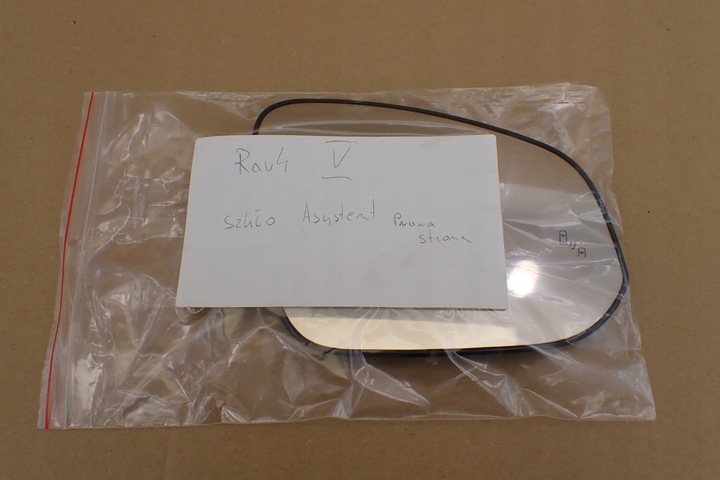 Rav4 V
szkło Asystent Prawa
strona